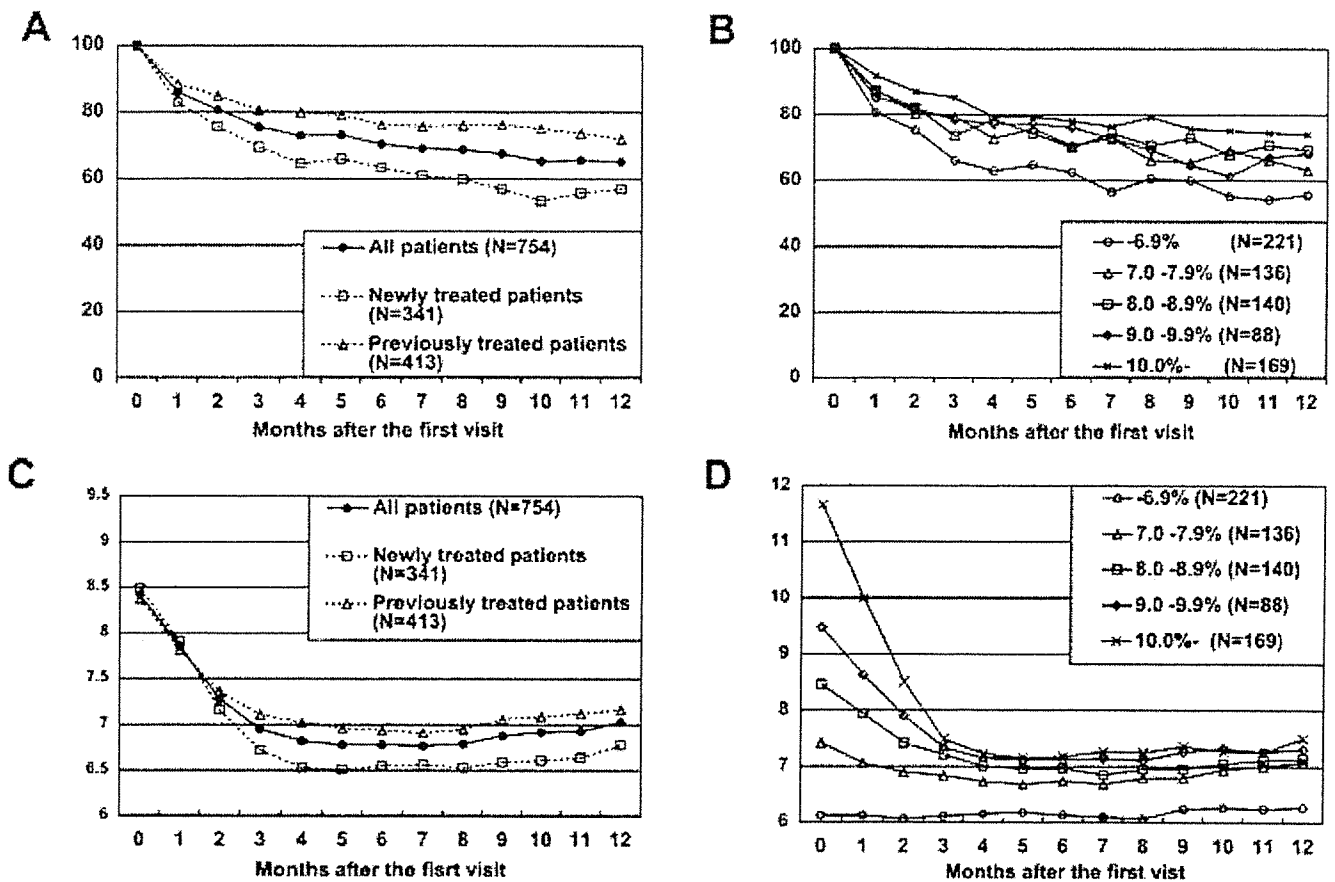 A
100
80
60
40
20
0
All patients (N=754)
Newly treated patients
(N=341)
Previously treated patients
(N=413)
0 1 2 3 4 5 6 7 8 9 10 11 12
Months after the first visit
B
100
80
60
40
20
0
-6.9% (N=221)
7.0 -7.9% (N=136)
8.0 -8.9% (N=140)
9.0 -9.9% (N=88)
10.0%- (N=169)
0 1 2 3 4 5 6 7 8 9 10 11 12
Months after the first visit
C
9.5
9
8.5
8
7.5
7
6.5
6
All patients (N=754)
Newly treated patients
(N=341)
Previously treated patients
(N=413)
0 1 2 3 4 5 6 7 8 9 10 11 12
Months after the fisrt visit
D
12
11
10
9
8
7
6
-6.9% (N=221)
7.0 -7.9% (N=136)
8.0 -8.9% (N=140)
9.0 -9.9% (N=88)
10.0%- (N=169)
0 1 2 3 4 5 6 7 8 9 10 11 12
Months after the first vist